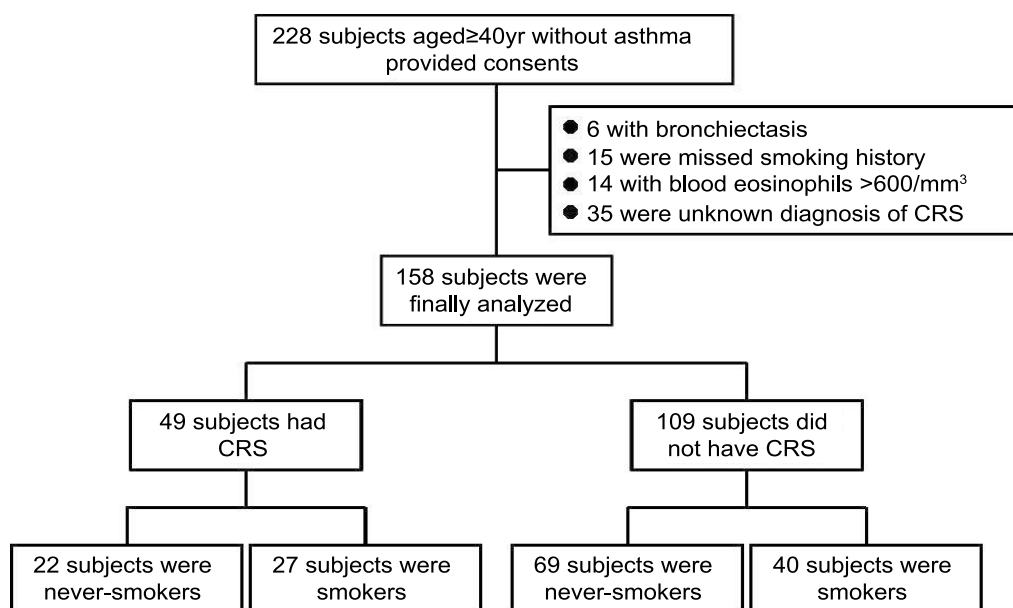 228 subjects aged≥40yr without asthma
provided consents
● 6 with bronchiectasis
● 15 were missed smoking history
● 14 with blood eosinophils >600/mm³
● 35 were unknown diagnosis of CRS
158 subjects were
finally analyzed
49 subjects had
CRS
109 subjects did
not have CRS
22 subjects were
never-smokers
27 subjects were
smokers
69 subjects were
never-smokers
40 subjects were
smokers